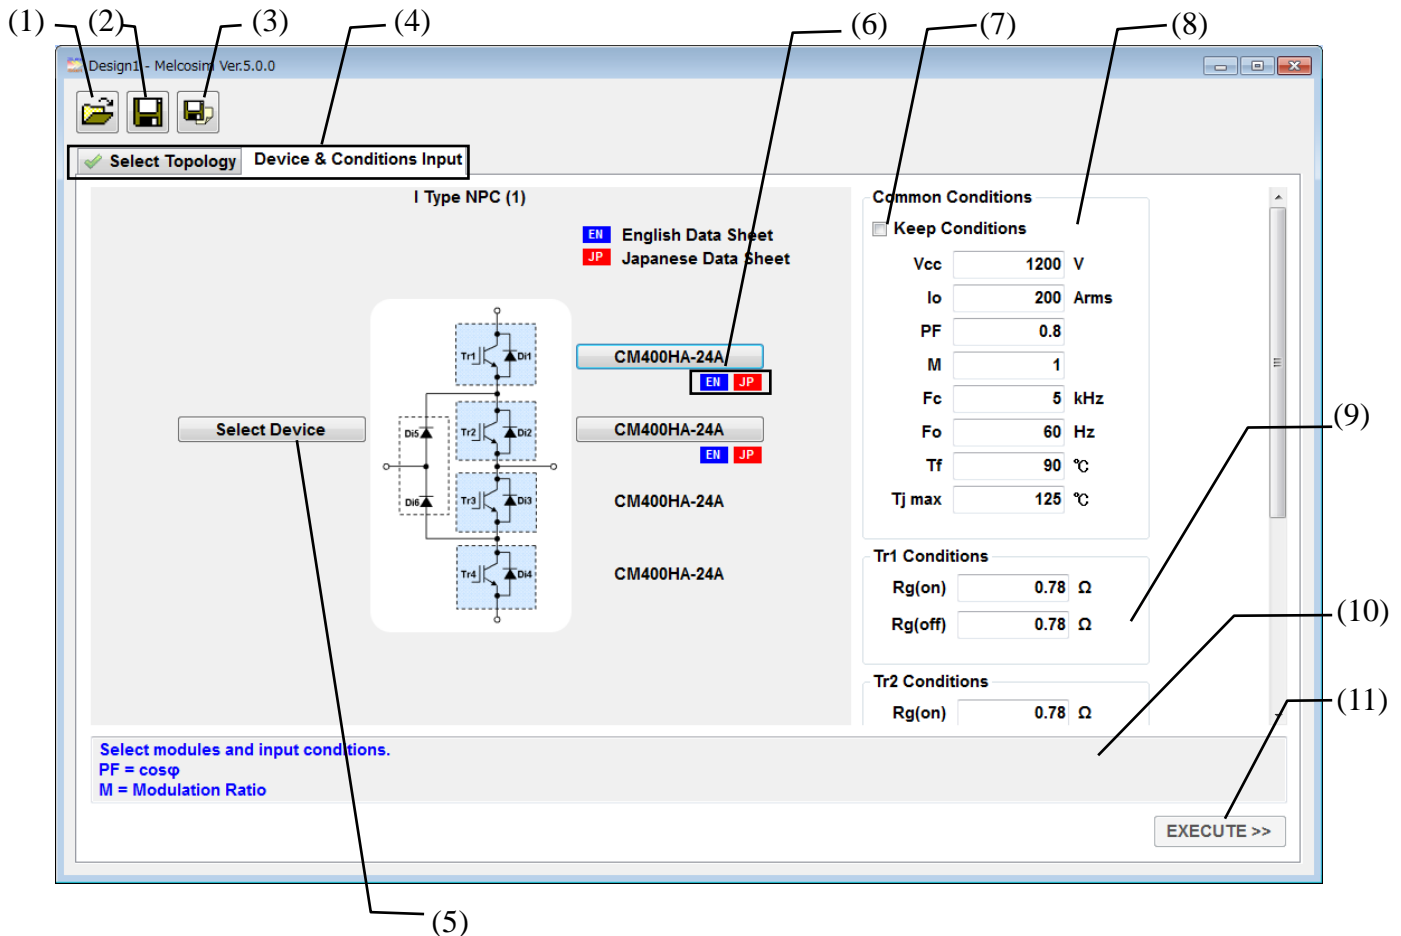 (1) (2) (3) (4) (6) (7) (8)
Design1 - Melcosim Ver.5.0.0
Select Topology Device & Conditions Input
I Type NPC (1)
EN English Data Sheet
JP Japanese Data Sheet
Tr1 Di1
CM400HA-24A
EN JP
Select Device
Di5 Tr2 Di2
CM400HA-24A
EN JP
Di6 Tr3 Di3
CM400HA-24A
Tr4 Di4
CM400HA-24A
Common Conditions
Keep Conditions
Vcc 1200 V
Io 200 Arms
PF 0.8
M 1
Fc 5 kHz
Fo 60 Hz
Tf 90 ℃
Tj max 125 ℃
(9)
Tr1 Conditions
Rg(on) 0.78 Ω
Rg(off) 0.78 Ω
(10)
Tr2 Conditions
Rg(on) 0.78 Ω
(11)
Select modules and input conditions.
PF = cosφ
M = Modulation Ratio
EXECUTE >>
(5)